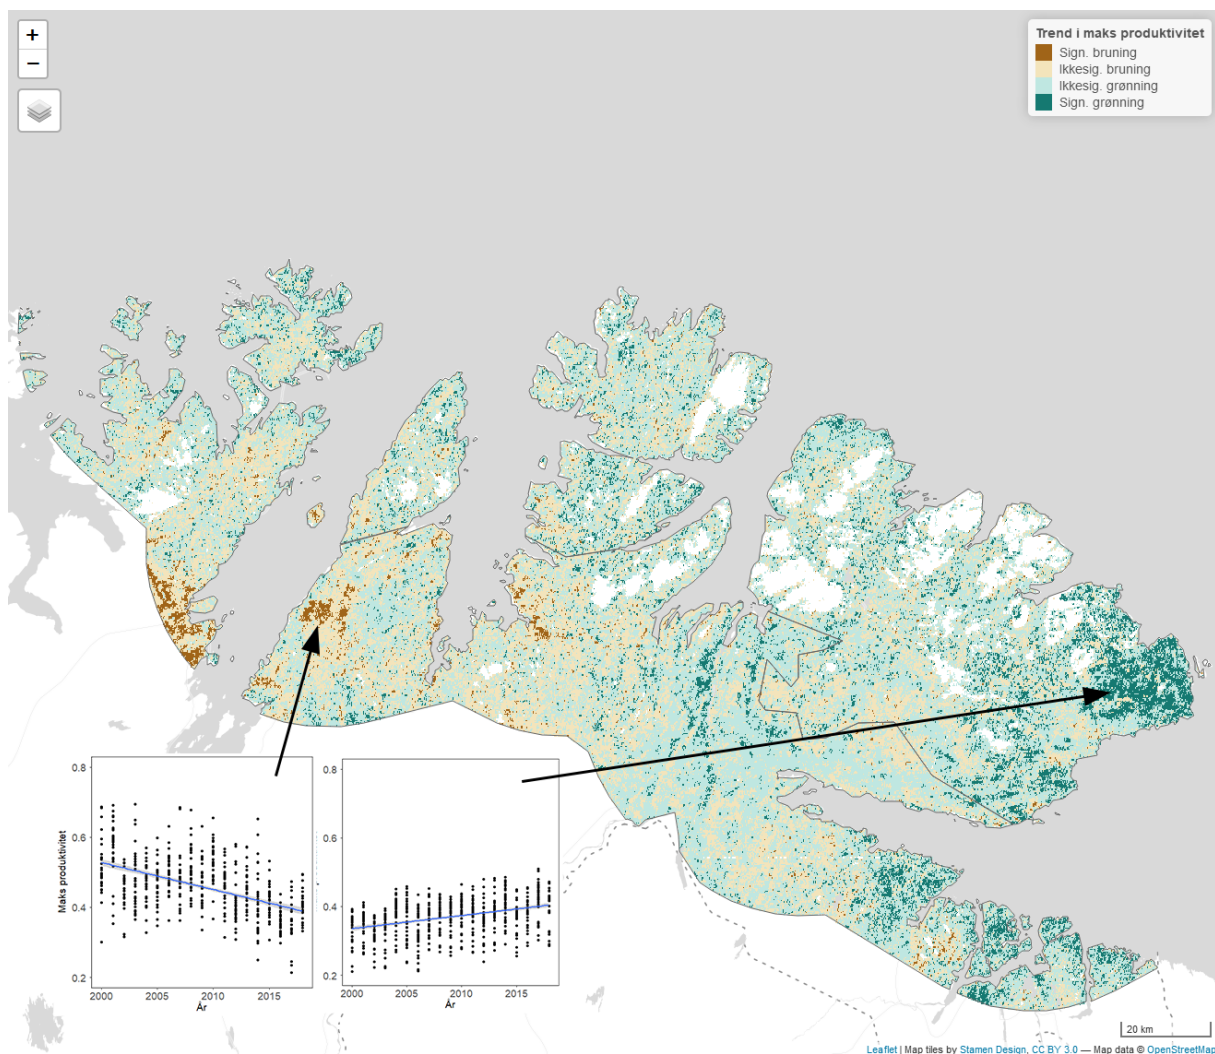 +
−
Trend i maks produktivitet
Sign. bruning
Ikkesig. bruning
Ikkesig. grønning
Sign. grønning
0.8
0.6
0.4
0.2
Maks produktivitet
2000 2005 2010 2015
År
0.8
0.6
0.4
0.2
2000 2005 2010 2015
År
20 km
Leaflet | Map tiles by Stamen Design, CC BY 3.0 — Map data © OpenStreetMap